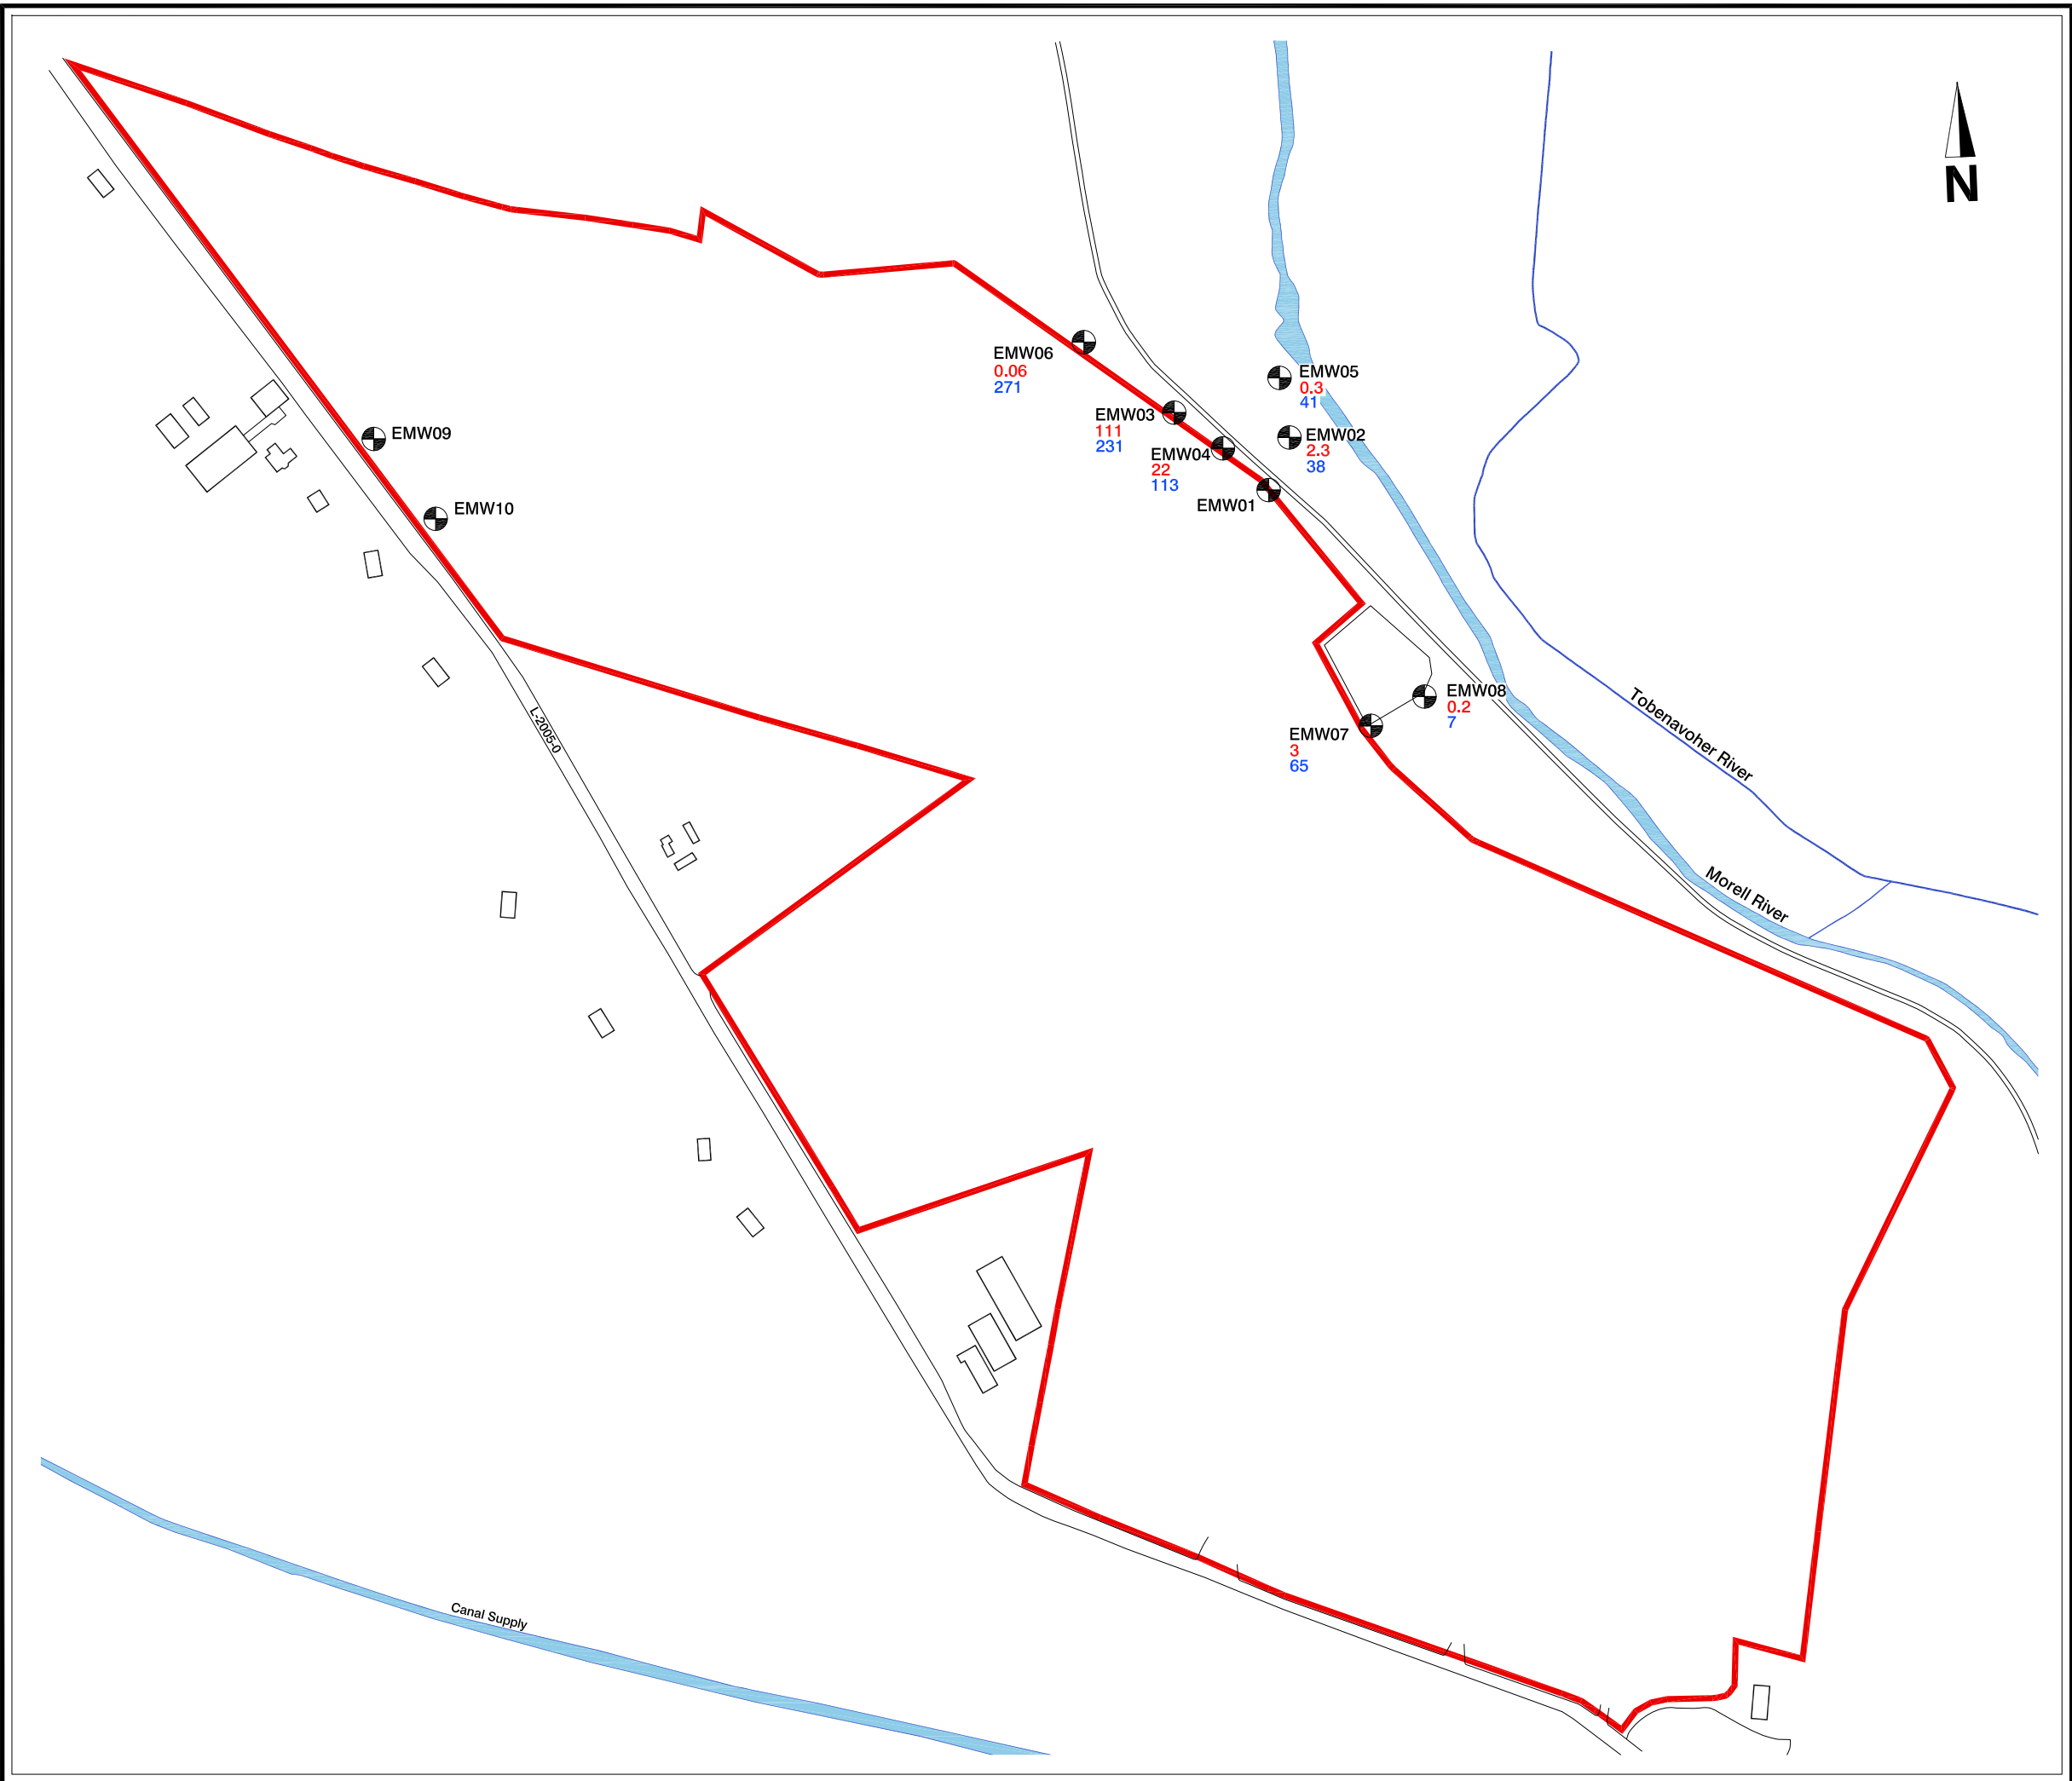 N
EMW06
0.06
271
EMW05
0.3
41
EMW03
111
231
EMW02
2.3
38
EMW09
EMW04
22
113
EMW01
EMW10
EMW08
0.2
7
EMW07
3
65
L-2005-0
Tobenavoher River
Morell River
Canal Supply